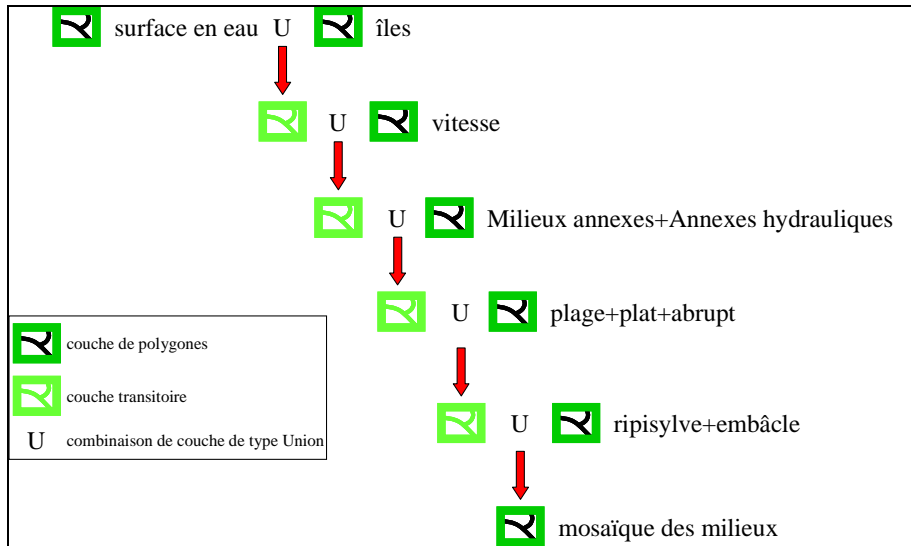 surface en eau U îles
U vitesse
U Milieux annexes+Annexes hydrauliques
U plage+plat+abrupt
couche de polygones
couche transitoire
U ripisylve+embâcle
U combinaison de couche de type Union
mosaïque des milieux